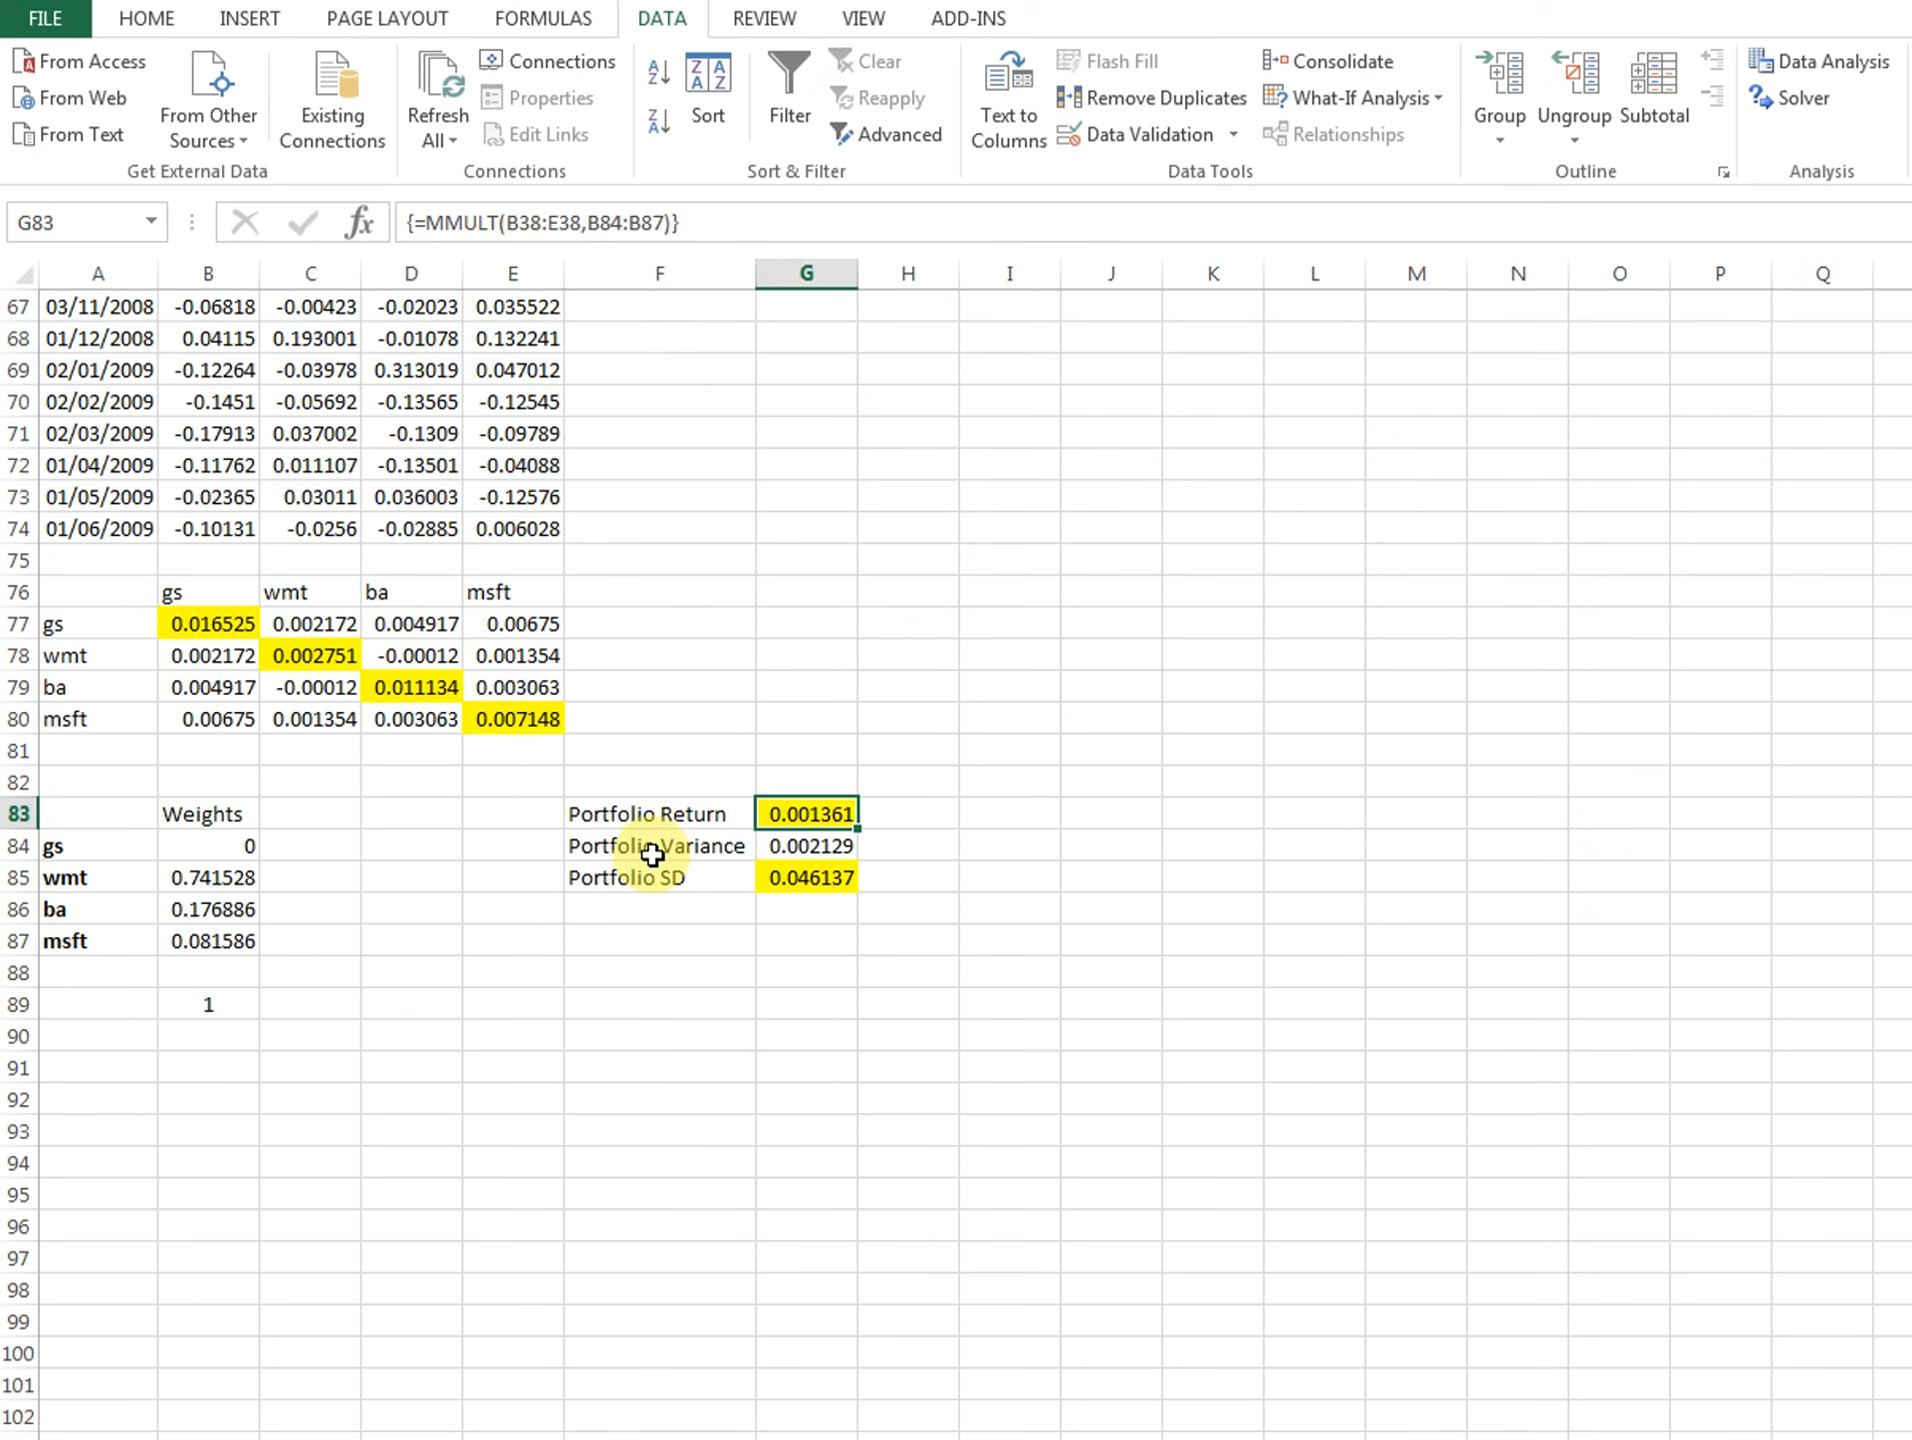 FILE HOME INSERT PAGE LAYOUT FORMULAS DATA REVIEW VIEW ADD-INS
From Access
From Web
From Text
From Other Sources
Existing Connections
Get External Data
Refresh All
Connections
Properties
Edit Links
Connections
A Z
Z A
Z A A Z
Sort
Filter
Clear
Reapply
Advanced
Sort & Filter
Text to Columns
Flash Fill
Remove Duplicates
Data Validation
Consolidate
What-If Analysis
Relationships
Data Tools
Group
Ungroup
Subtotal
Outline
Data Analysis
Solver
Analysis
G83 fx {=MMULT(B38:E38,B84:B87)}
A B C D E F G H I J K L M N O P Q
67 03/11/2008 -0.06818 -0.00423 -0.02023 0.035522
68 01/12/2008 0.04115 0.193001 -0.01078 0.132241
69 02/01/2009 -0.12264 -0.03978 0.313019 0.047012
70 02/02/2009 -0.1451 -0.05692 -0.13565 -0.12545
71 02/03/2009 -0.17913 0.037002 -0.1309 -0.09789
72 01/04/2009 -0.11762 0.011107 -0.13501 -0.04088
73 01/05/2009 -0.02365 0.03011 0.036003 -0.12576
74 01/06/2009 -0.10131 -0.0256 -0.02885 0.006028
75
76 gs wmt ba msft
77 gs 0.016525 0.002172 0.004917 0.00675
78 wmt 0.002172 0.002751 -0.00012 0.001354
79 ba 0.004917 -0.00012 0.011134 0.003063
80 msft 0.00675 0.001354 0.003063 0.007148
81
82
83 Weights Portfolio Return 0.001361
84 gs 0 Portfolio Variance 0.002129
85 wmt 0.741528 Portfolio SD 0.046137
86 ba 0.176886
87 msft 0.081586
88
89 1
90
91
92
93
94
95
96
97
98
99
100
101
102